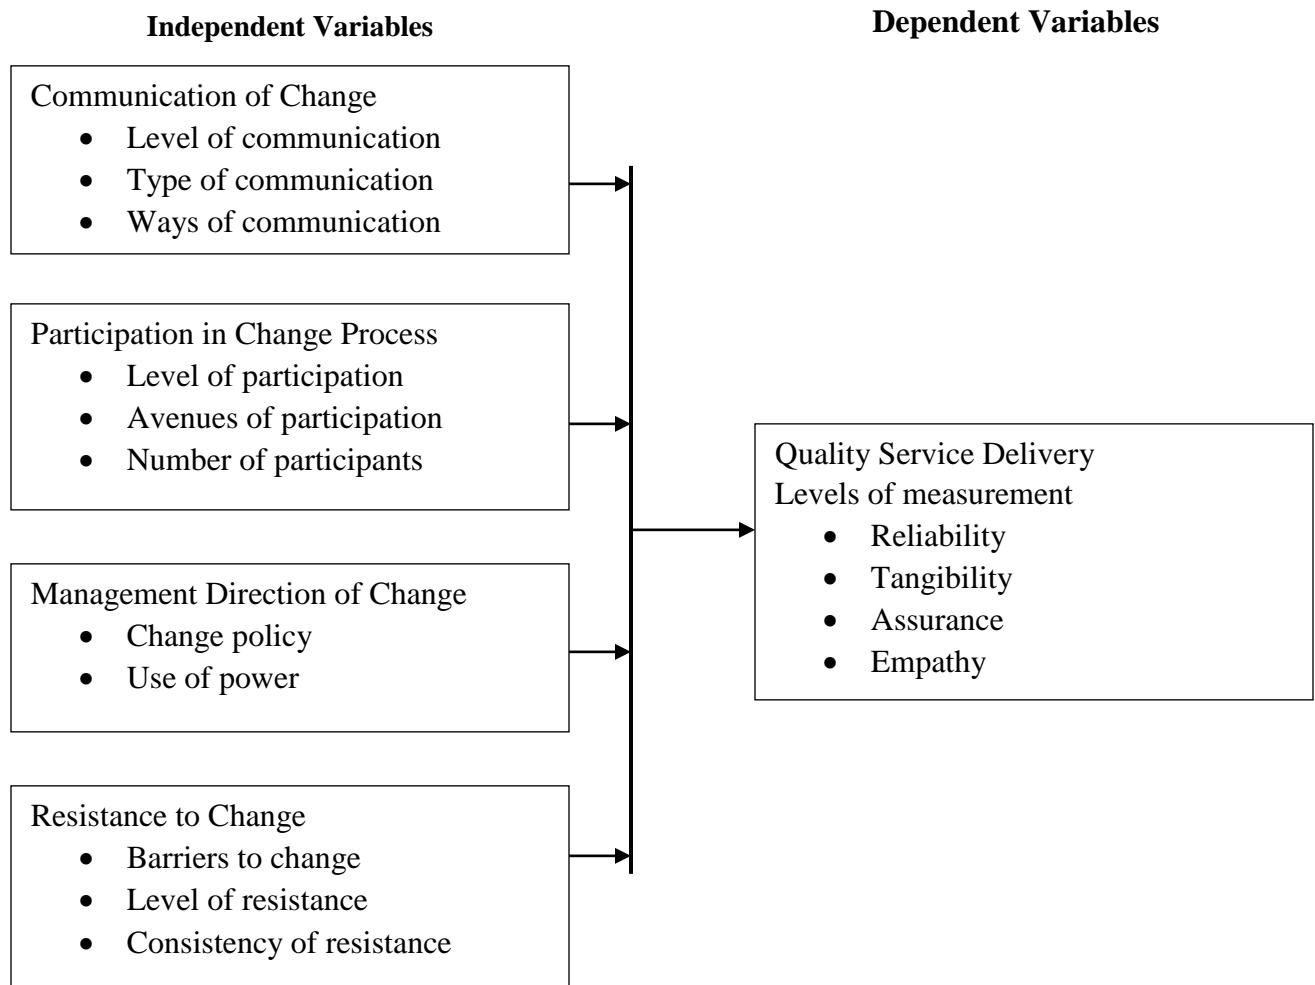 Independent Variables
Dependent Variables
Communication of Change
• Level of communication
• Type of communication
• Ways of communication
Participation in Change Process
• Level of participation
• Avenues of participation
• Number of participants
Management Direction of Change
• Change policy
• Use of power
Resistance to Change
• Barriers to change
• Level of resistance
• Consistency of resistance
Quality Service Delivery
Levels of measurement
• Reliability
• Tangibility
• Assurance
• Empathy